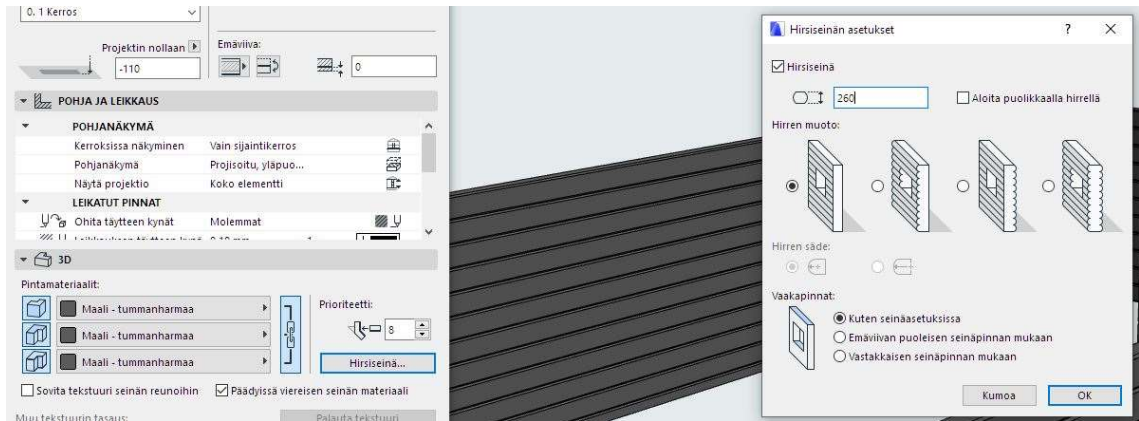 0. 1 Kerros
Projektin nollaan
-110
Emäviiva:
0
POHJA JA LEIKKAUS
POHJANÄKYMÄ
Kerroksissa näkyminen Vain sijaintikerros
Pohjanäkymä Projisoitu, yläpuo...
Näytä projektio Koko elementti
LEIKATUT PINNAT
Ohita täytteen kynät Molemmat
3D
Pintamateriaalit:
Maali - tummanharmaa
Maali - tummanharmaa
Maali - tummanharmaa
Prioriteetti:
8
Hirsiseinä...
Sovita tekstuuri seinän reunoihin
Päädyissä viereisen seinän materiaali
Muu tekstuurin tasaus:
Palauta tekstuuri
Hirsiseinän asetukset
Hirsiseinä
260
Aloita puolikkaalla hirrellä
Hirren muoto:
Hirren säde:
Vaakapinnat:
Kuten seinäasetuksissa
Emäviivan puoleisen seinäpinnan mukaan
Vastakkaisen seinäpinnan mukaan
Kumoa
OK